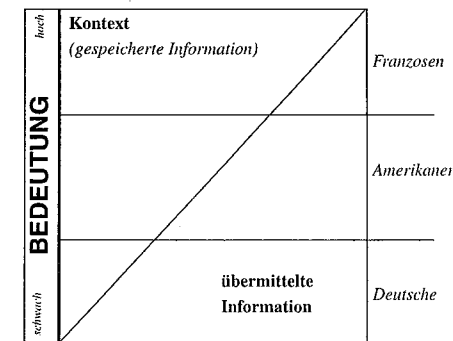 hoch
Kontext
(gespeicherte Information)
Franzosen
BEDEUTUNG
Amerikaner
übermittelte
Information
Deutsche
schwach